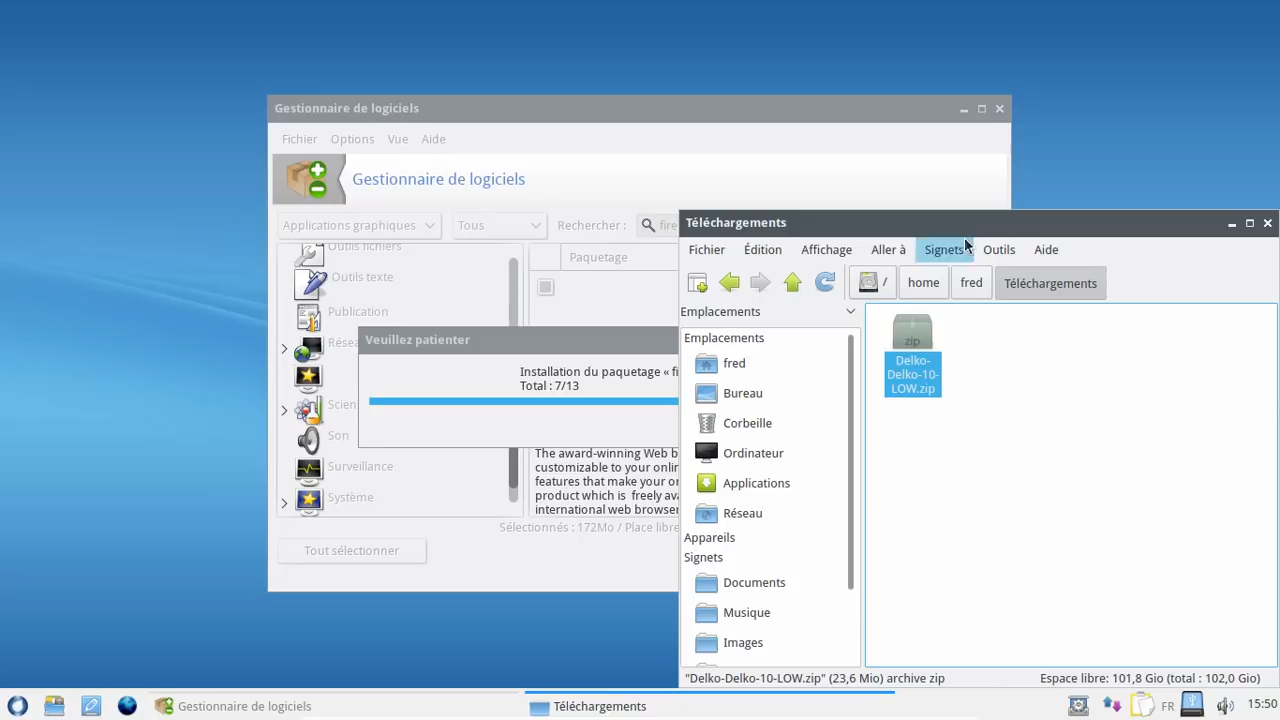 Gestionnaire de logiciels
Fichier Options Vue Aide
Gestionnaire de logiciels
Applications graphiques Tous Rechercher : fire
Outils fichiers
Outils texte
Publication
Résea
Scien
Son
Surveillance
Système
Paquetage
Veuillez patienter
Installation du paquetage « fi
Total : 7/13
The award-winning Web b
customizable to your onlin
features that make your o
product which is freely ava
international web browser
Sélectionnés : 172Mo / Place libre
Tout sélectionner
Téléchargements
Fichier Édition Affichage Aller à Signets Outils Aide
/ home fred Téléchargements
Emplacements
Emplacements
fred
Bureau
Corbeille
Ordinateur
Applications
Réseau
Appareils
Signets
Documents
Musique
Images
zip
Delko-
Delko-10-
LOW.zip
"Delko-Delko-10-LOW.zip" (23,6 Mio) archive zip Espace libre: 101,8 Gio (total : 102,0 Gio)
Gestionnaire de logiciels Téléchargements FR 15:50